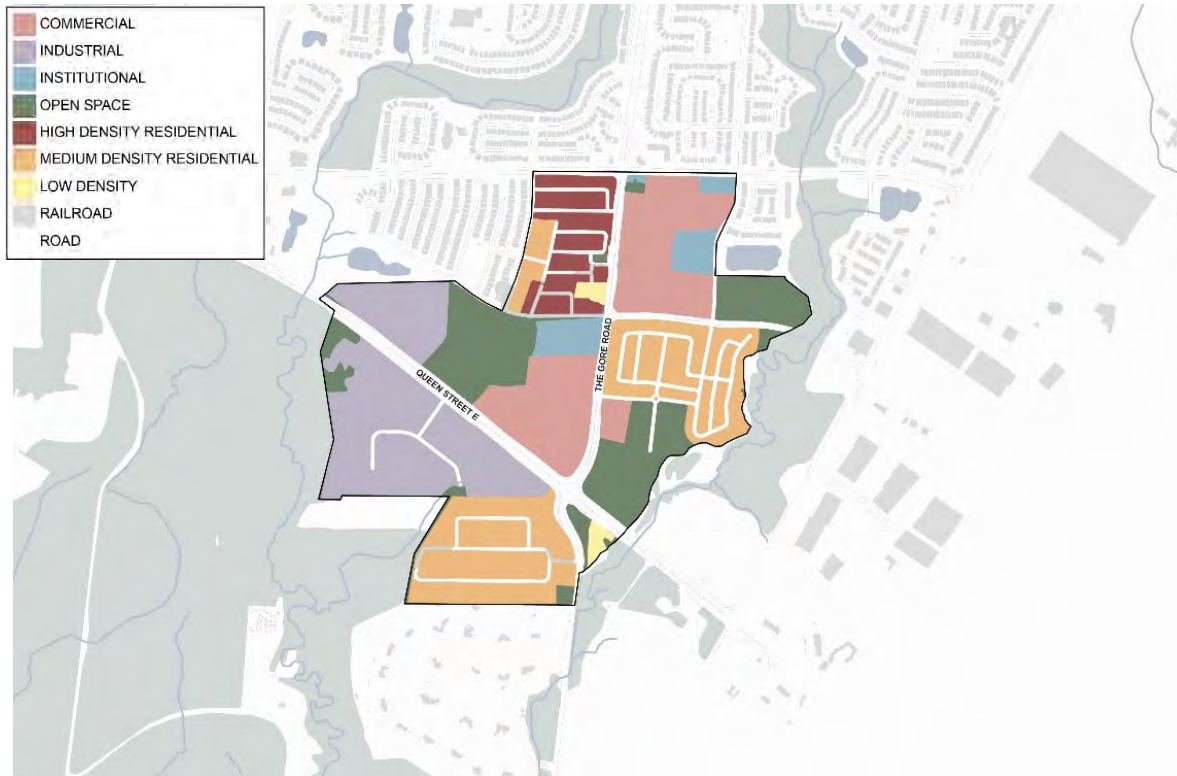 COMMERCIAL
INDUSTRIAL
INSTITUTIONAL
OPEN SPACE
HIGH DENSITY RESIDENTIAL
MEDIUM DENSITY RESIDENTIAL
LOW DENSITY
RAILROAD
ROAD
THE GORE ROAD
QUEEN STREET E